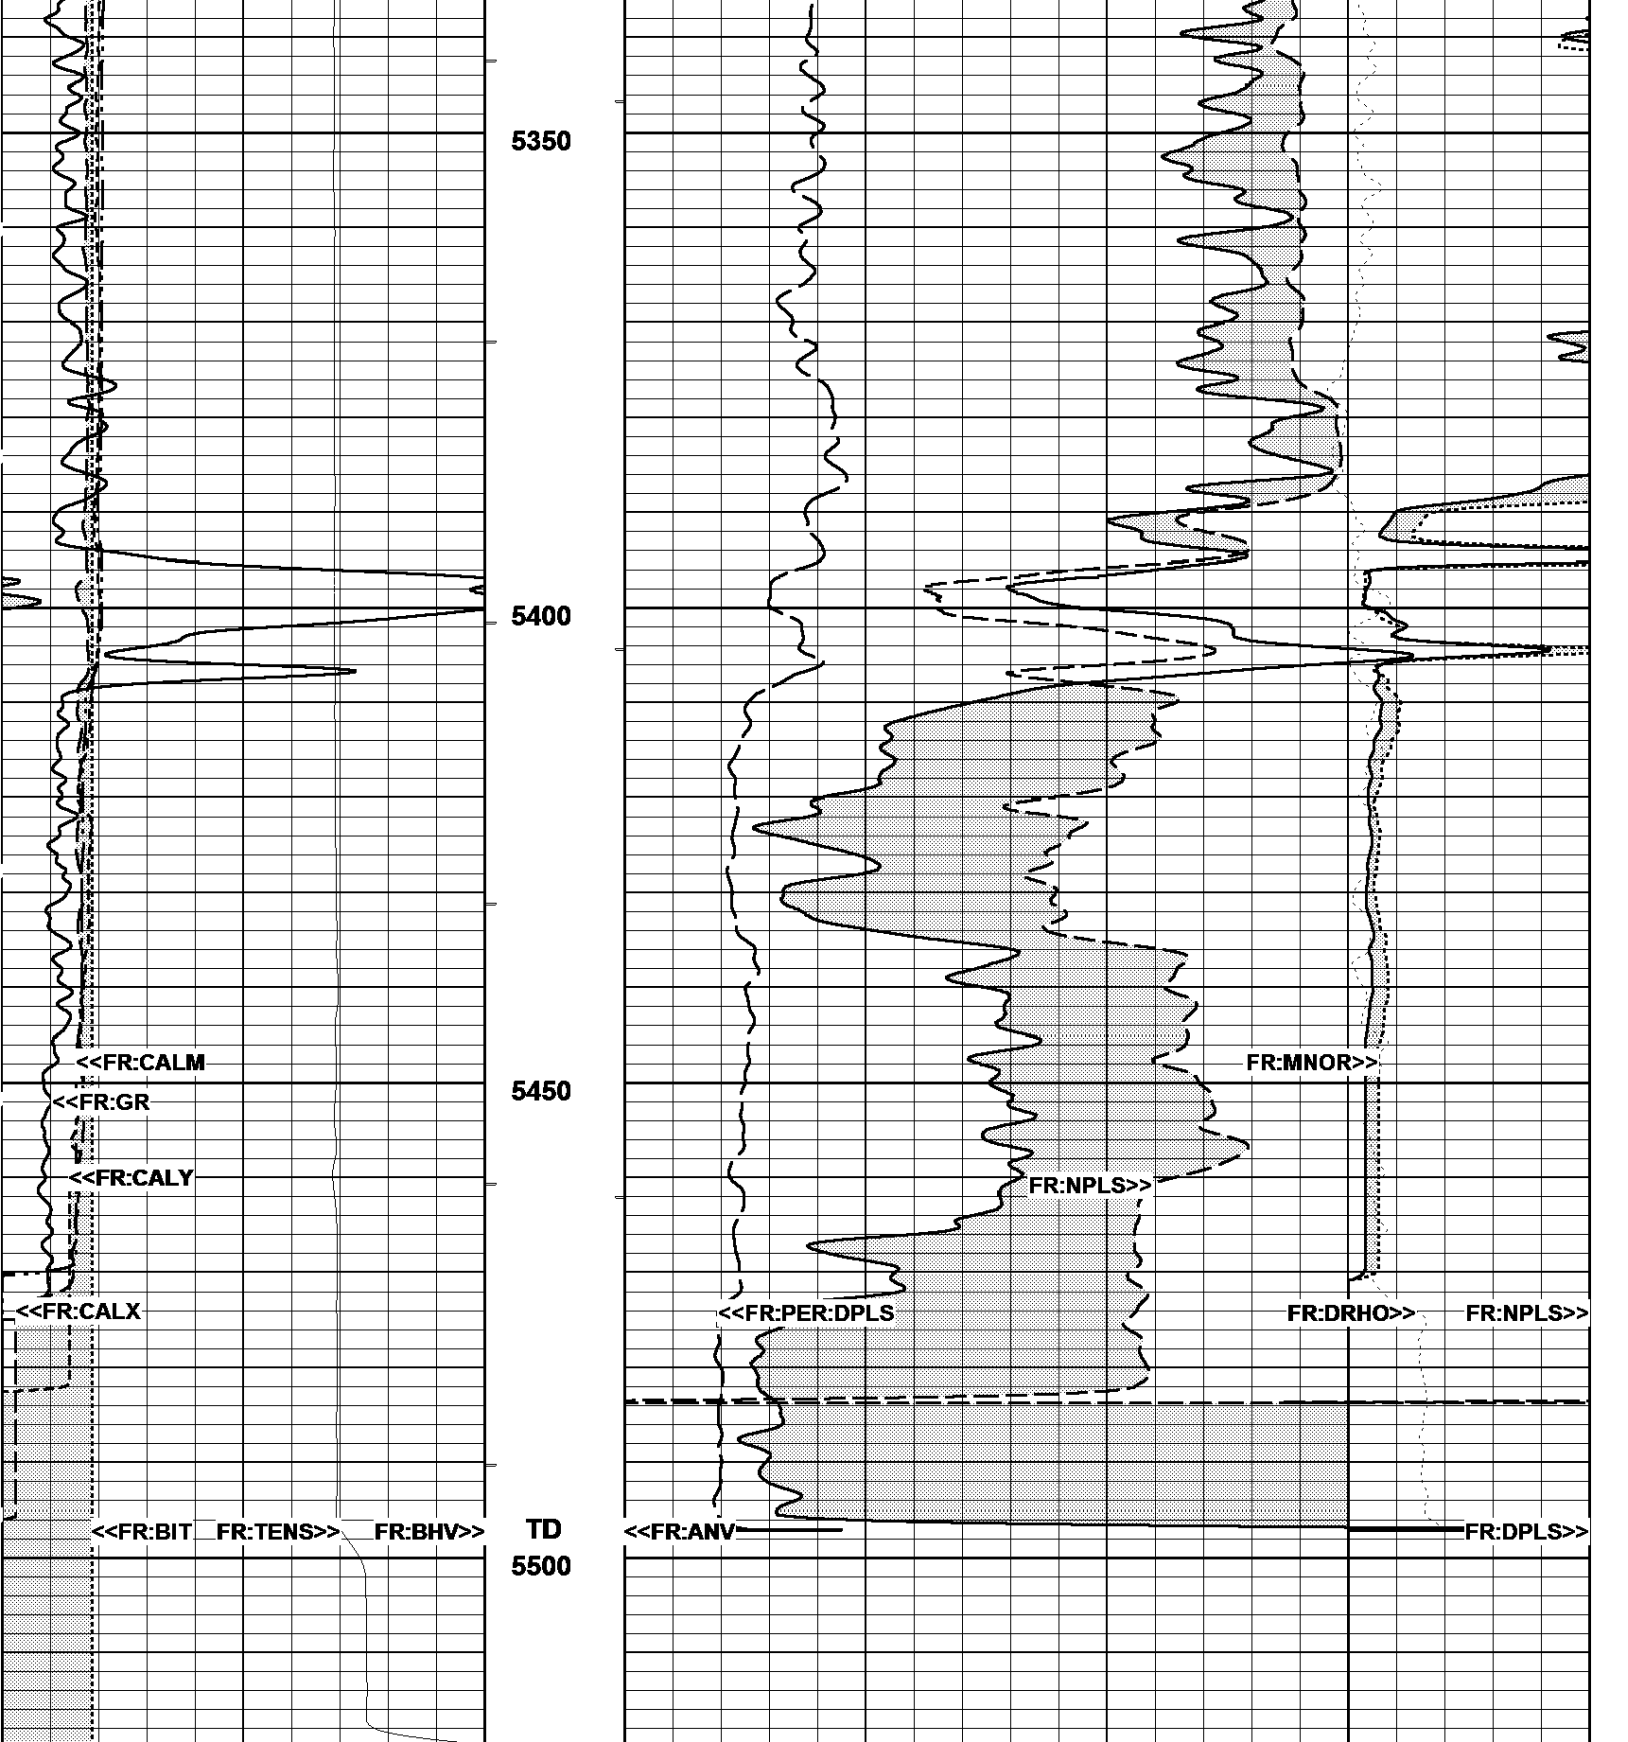 5350
5400
<<FR:CALM
FR:MNOR>>
5450
<<FR:GR
<<FR:CALY
FR:NPLS>>
<<FR:CALX
<<FR:PER:DPLS
FR:DRHO>>
FR:NPLS>>
<<FR:BIT
FR:TENS>>
FR:BHV>>
TD
<<FR:ANV
FR:DPLS>>
5500